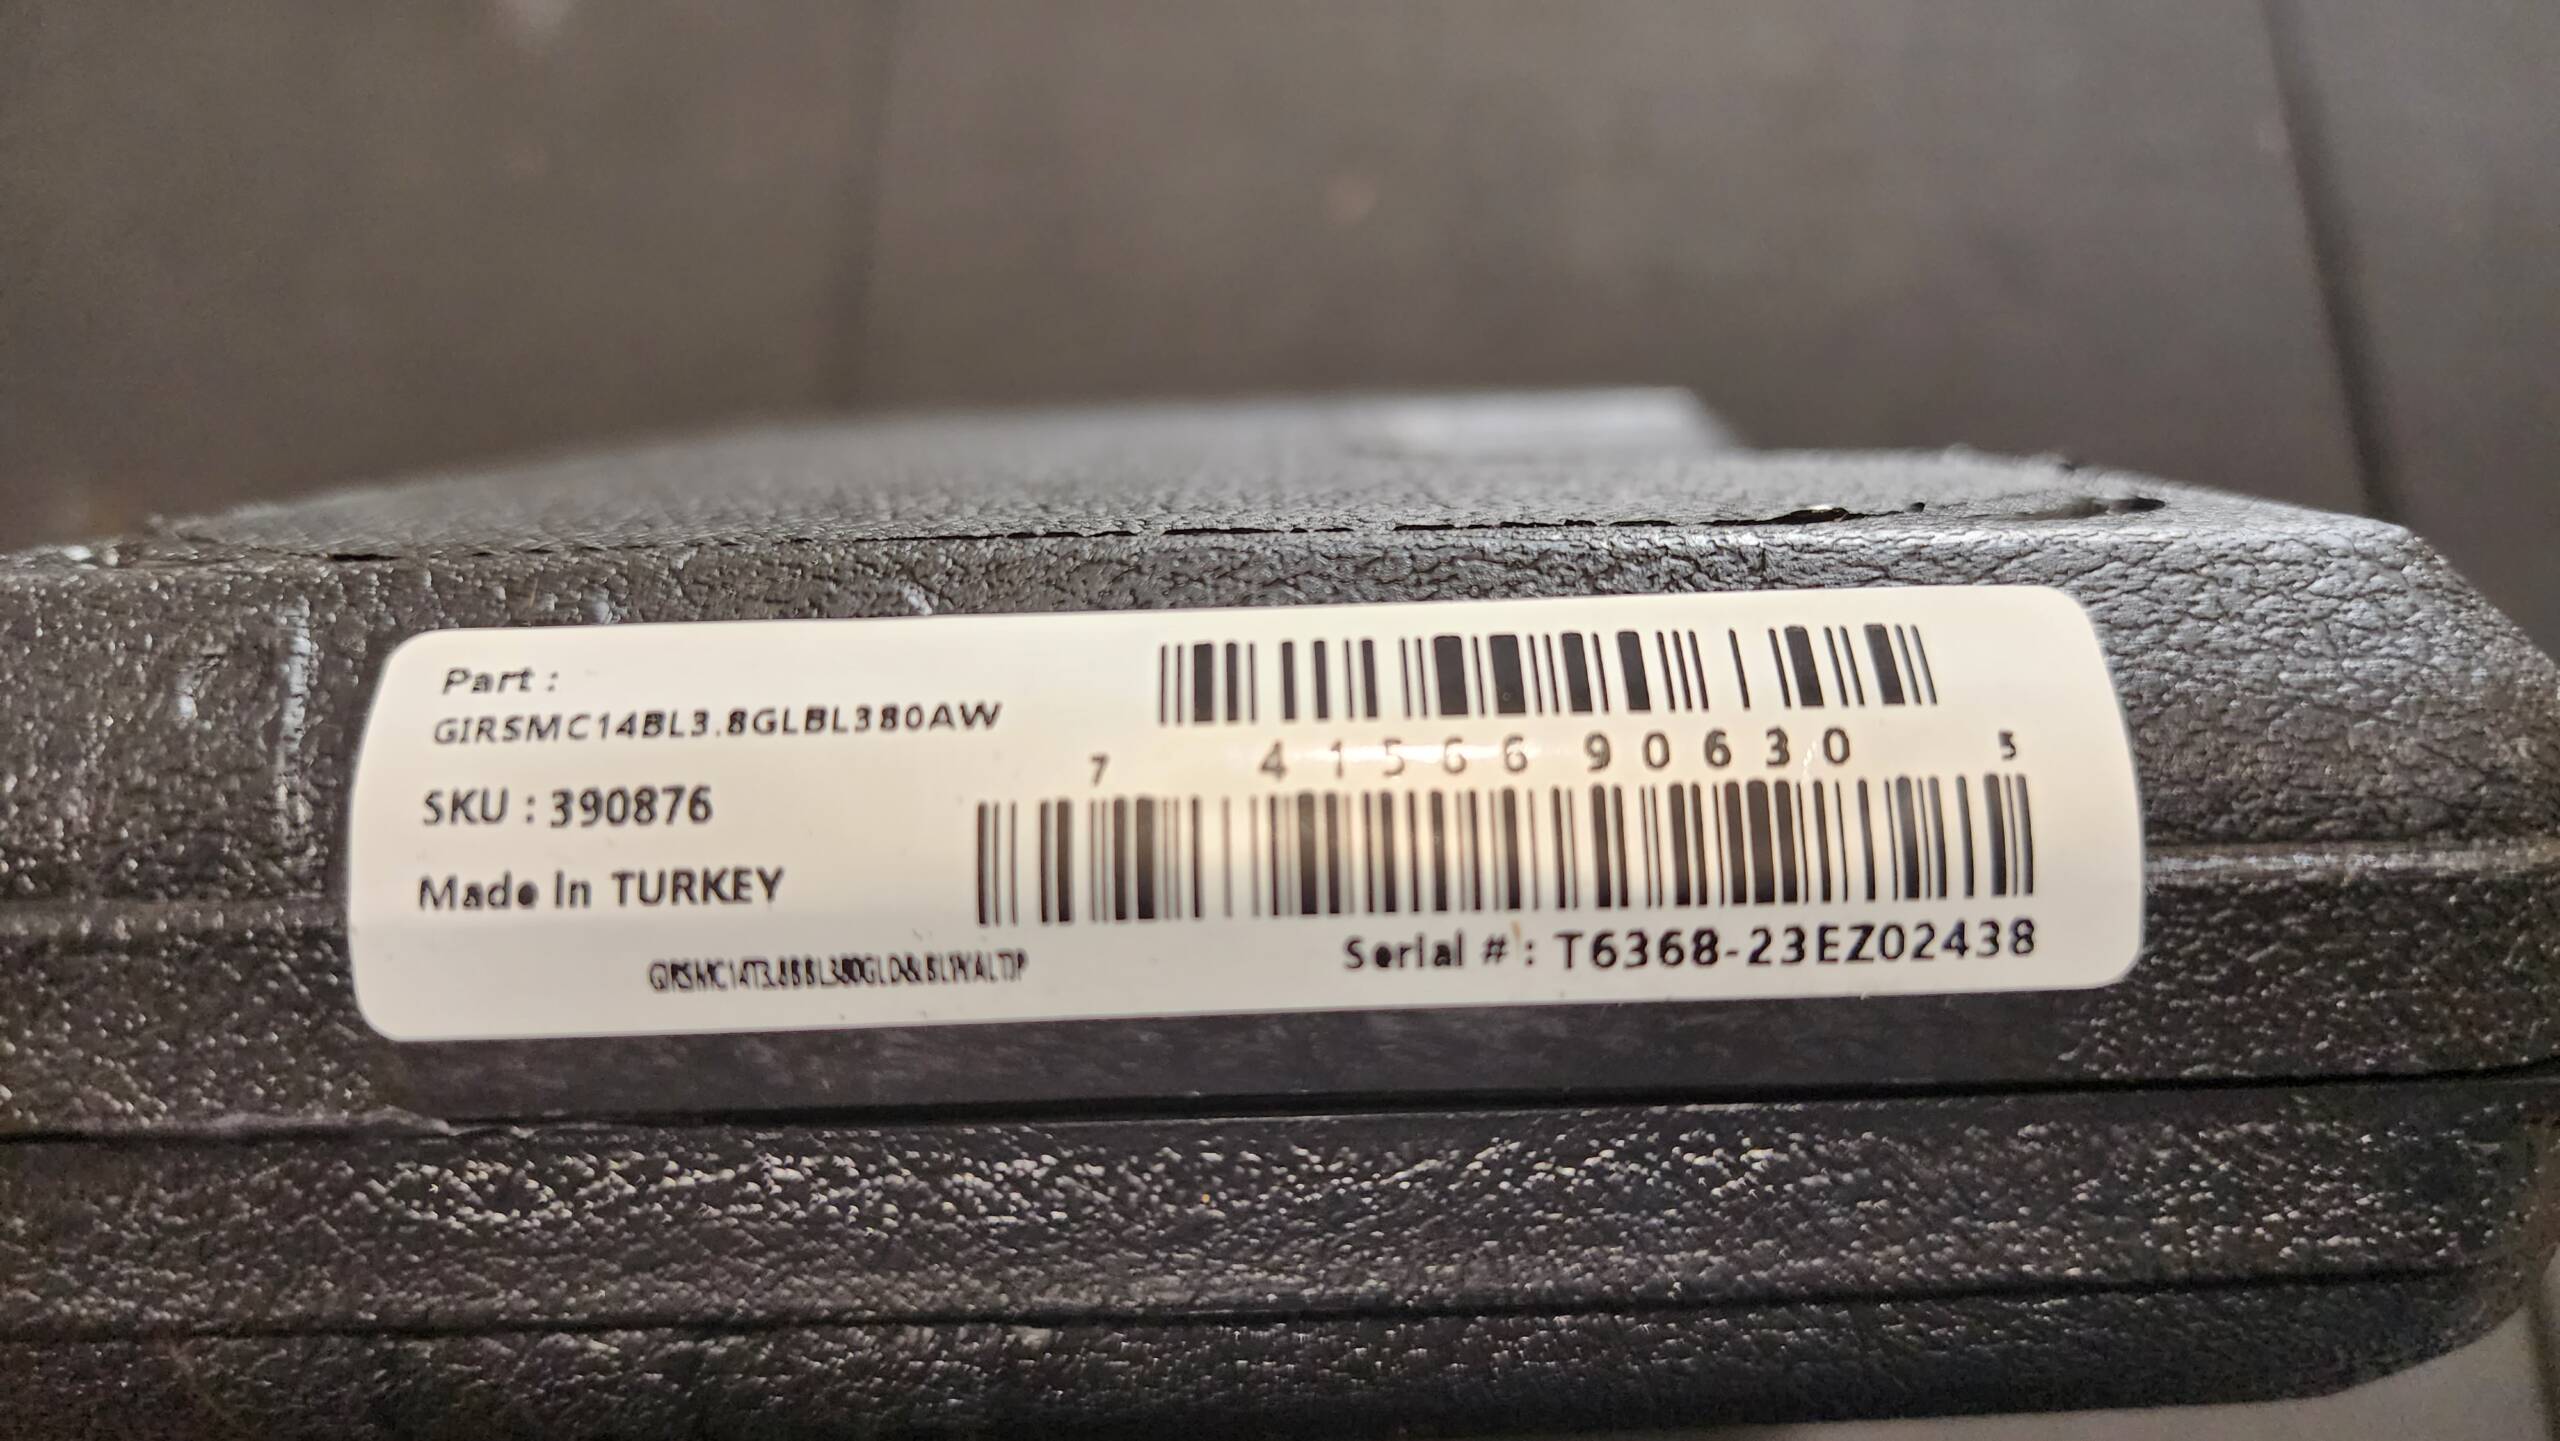 Part :
GIRSMC14BL3.8GLBL380AW
SKU : 390876
Made In TURKEY
7 41566 90630 5
Serial # : T6368-23EZ02438